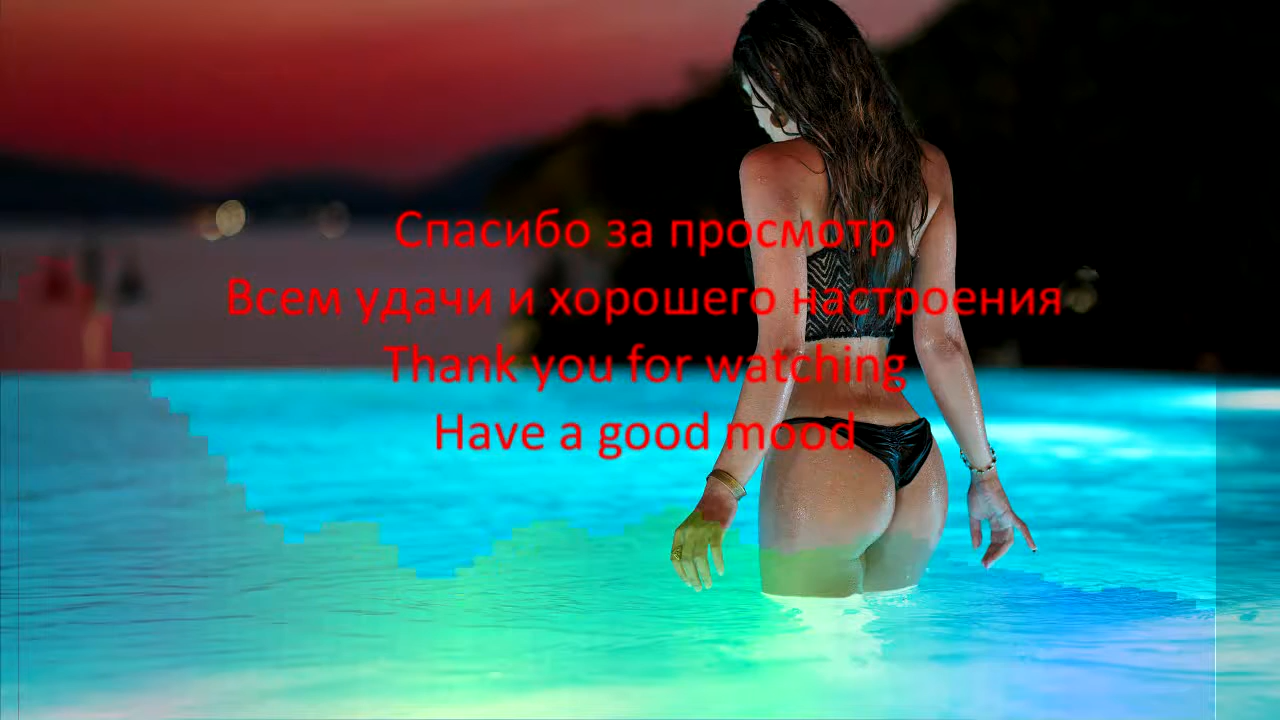 Спасибо за просмотр
Всем удачи и хорошего настроения
Thank you for watching
Have a good mood